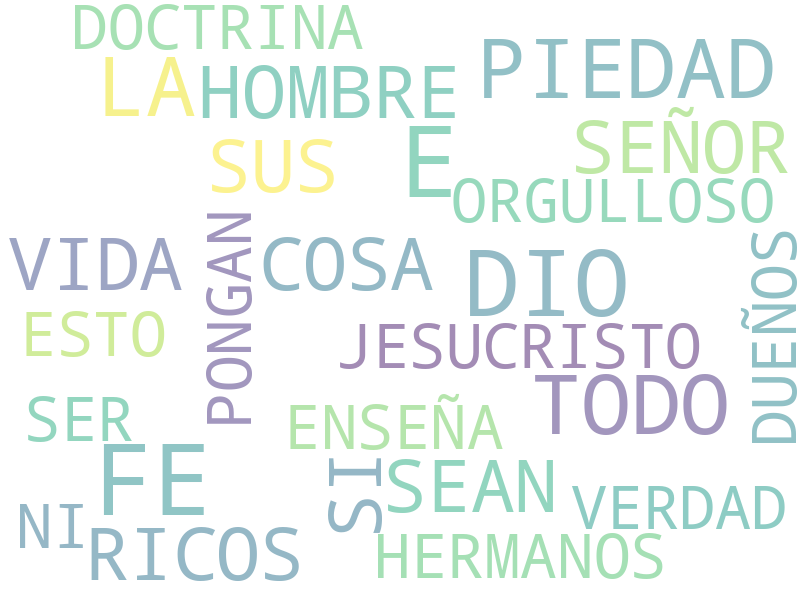 DOCTRINA
PIEDAD
LA HOMBRE
SEÑOR
SUS E
ORGULLOSO
VIDA PONGAN COSA DIO DUEÑOS
ESTO JESUCRISTO
TODO
SER ENSEÑA
FE SI SEAN VERDAD
NI RICOS HERMANOS